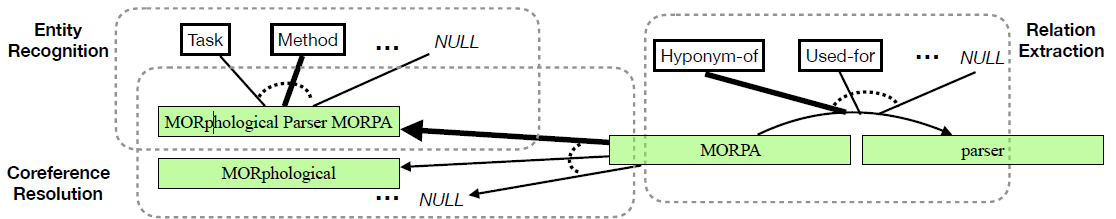 Entity
Recognition
Task
Method
...
NULL
Hyponym-of
Used-for
...
NULL
Relation
Extraction
MORphological Parser MORPA
MORPA
parser
Coreference
Resolution
MORphological
...
NULL